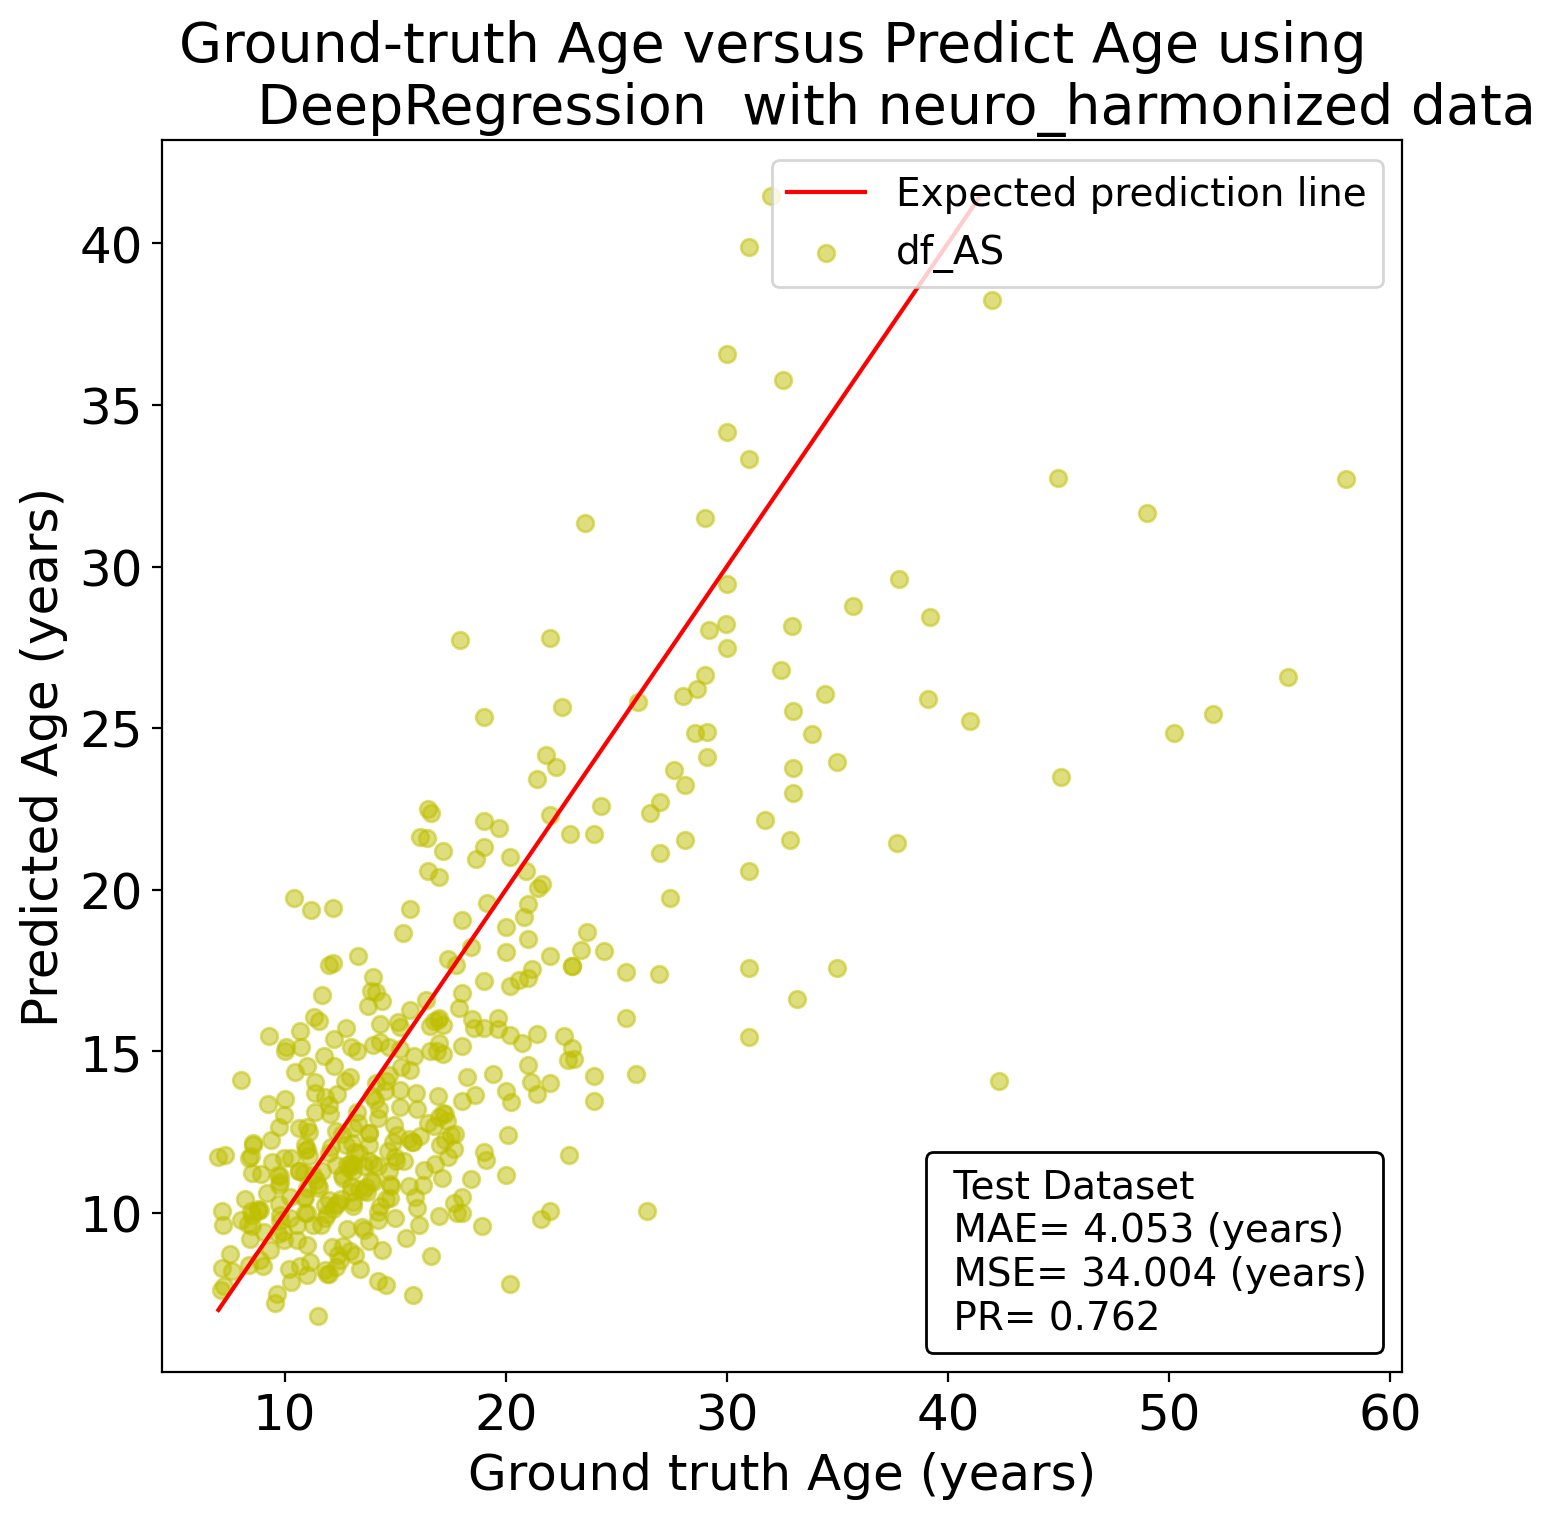 Ground-truth Age versus Predict Age using
DeepRegression  with neuro_harmonized data
Expected prediction line
df_AS
40
35
30
25
20
15
10
Predicted Age (years)
Test Dataset
MAE= 4.053 (years)
MSE= 34.004 (years)
PR= 0.762
10 20 30 40 50 60
Ground truth Age (years)